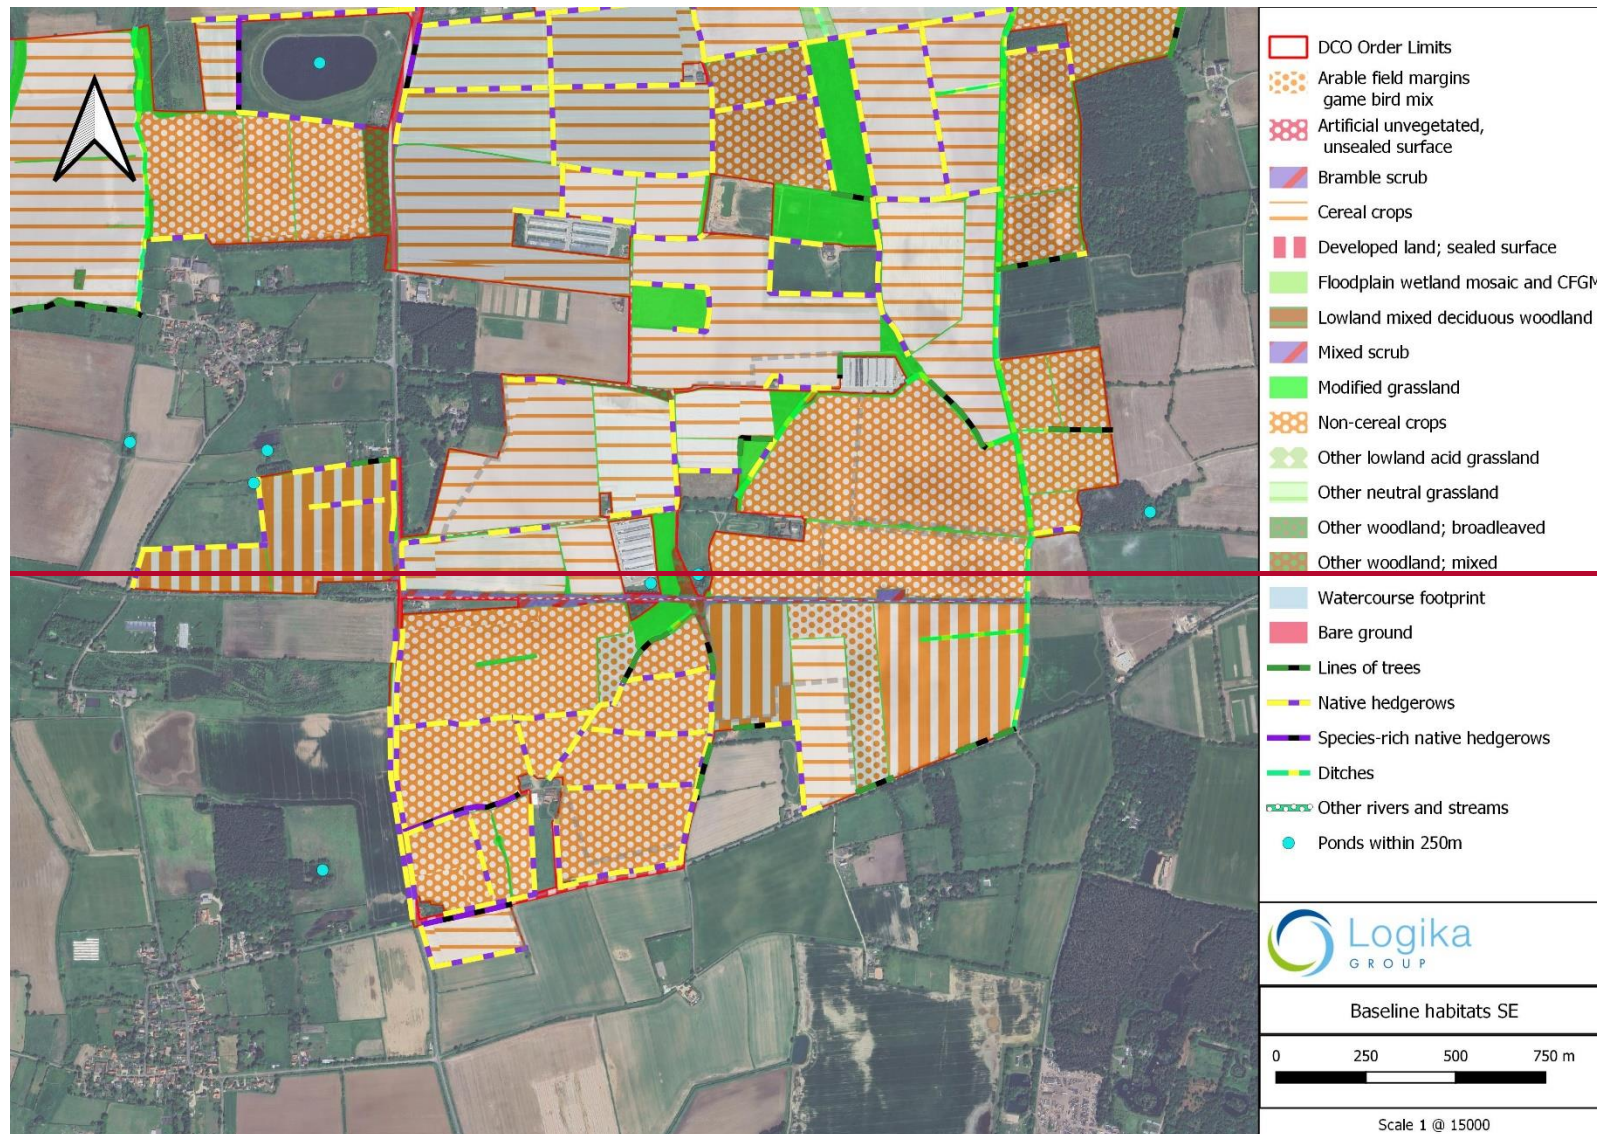 DCO Order Limits
Arable field margins
game bird mix
Artificial unvegetated,
unsealed surface
Bramble scrub
Cereal crops
Developed land; sealed surface
Floodplain wetland mosaic and CFGM
Lowland mixed deciduous woodland
Mixed scrub
Modified grassland
Non-cereal crops
Other lowland acid grassland
Other neutral grassland
Other woodland; broadleaved
Other woodland; mixed
Watercourse footprint
Bare ground
Lines of trees
Native hedgerows
Species-rich native hedgerows
Ditches
Other rivers and streams
Ponds within 250m
Logika
GROUP
Baseline habitats SE
0 250 500 750 m
Scale 1 @ 15000